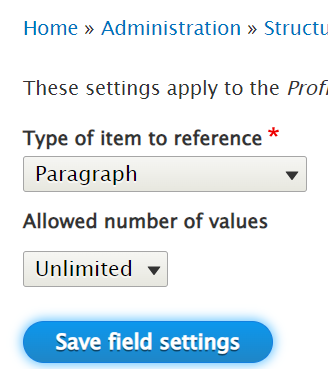 Home » Administration » Structu
These settings apply to the Profi
Type of item to reference *
Paragraph
Allowed number of values
Unlimited
Save field settings